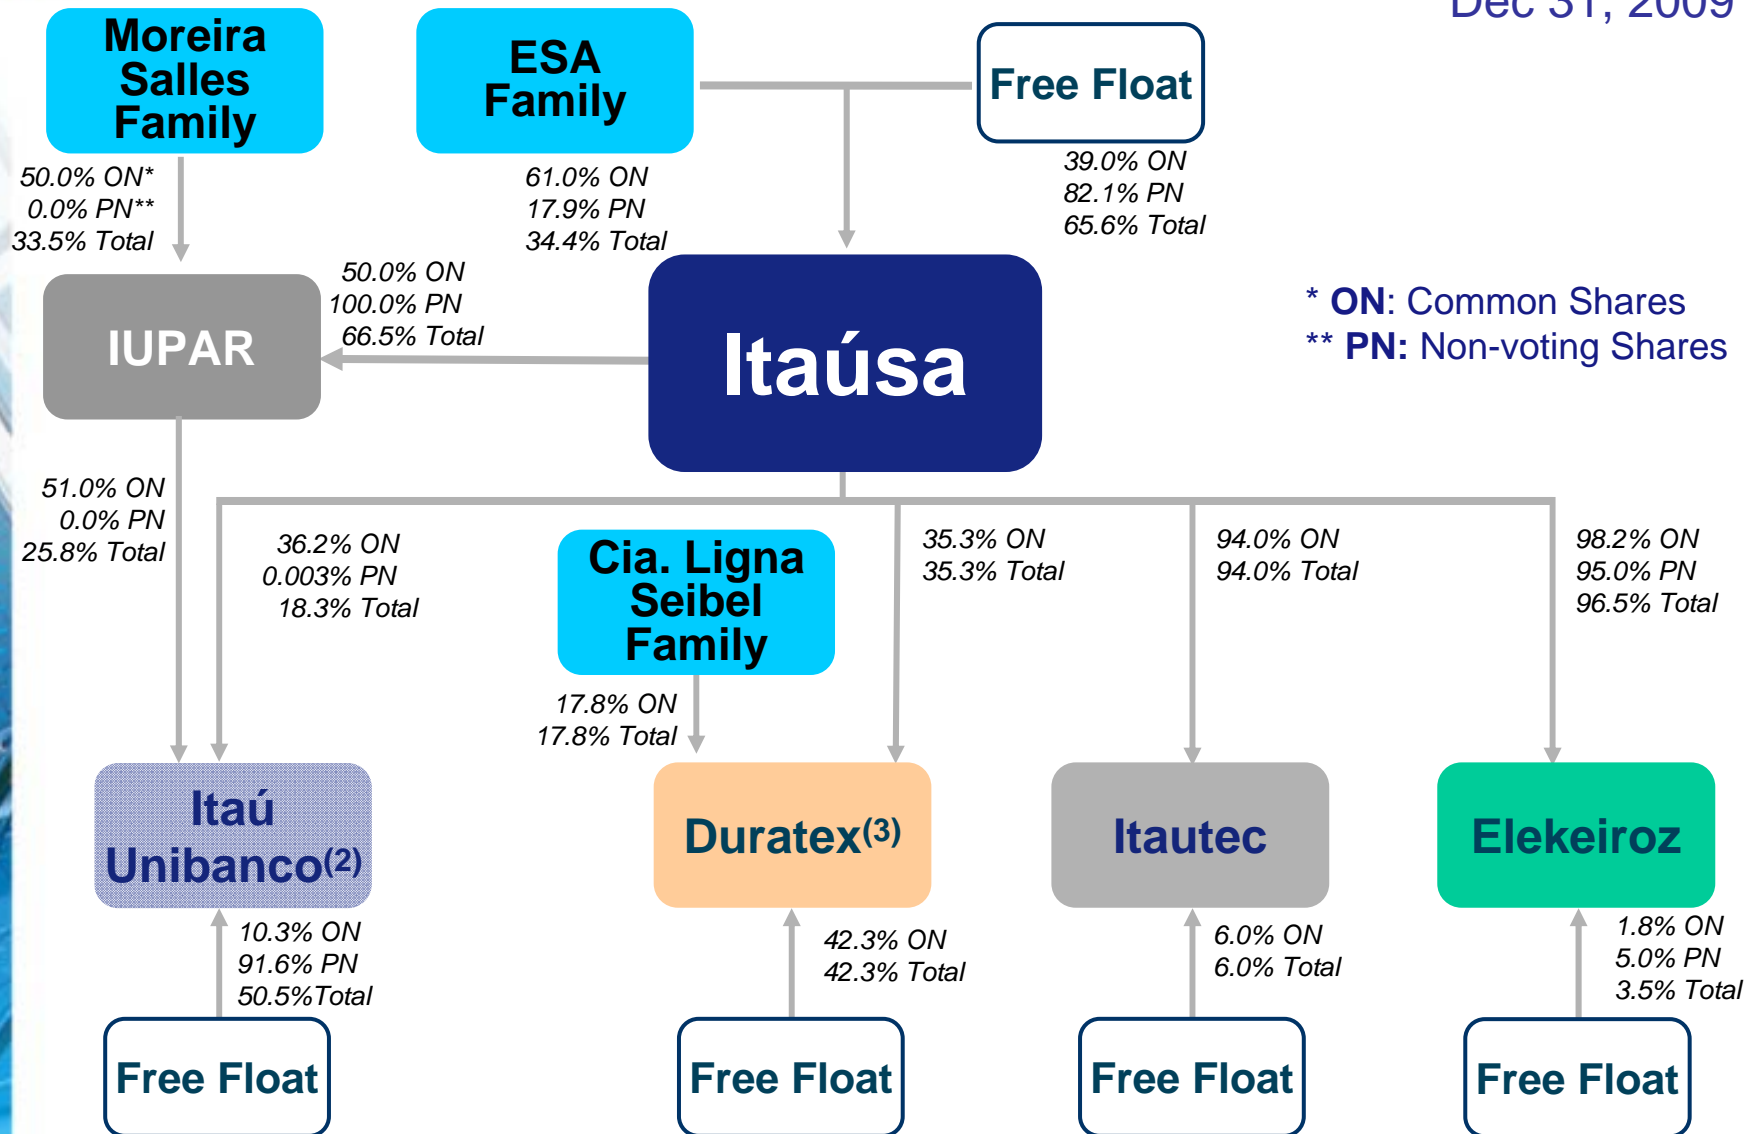 Dec 31, 2009
Moreira
Salles
Family
ESA
Family
Free Float
50.0% ON*
0.0% PN**
33.5% Total
61.0% ON
17.9% PN
34.4% Total
39.0% ON
82.1% PN
65.6% Total
50.0% ON
100.0% PN
66.5% Total
IUPAR
Itaúsa
* ON: Common Shares
** PN: Non-voting Shares
51.0% ON
0.0% PN
25.8% Total
36.2% ON
0.003% PN
18.3% Total
Cia. Ligna
Seibel
Family
35.3% ON
35.3% Total
94.0% ON
94.0% Total
98.2% ON
95.0% PN
96.5% Total
17.8% ON
17.8% Total
Itaú
Unibanco(2)
Duratex(3)
Itautec
Elekeiroz
10.3% ON
91.6% PN
50.5%Total
42.3% ON
42.3% Total
6.0% ON
6.0% Total
1.8% ON
5.0% PN
3.5% Total
Free Float
Free Float
Free Float
Free Float